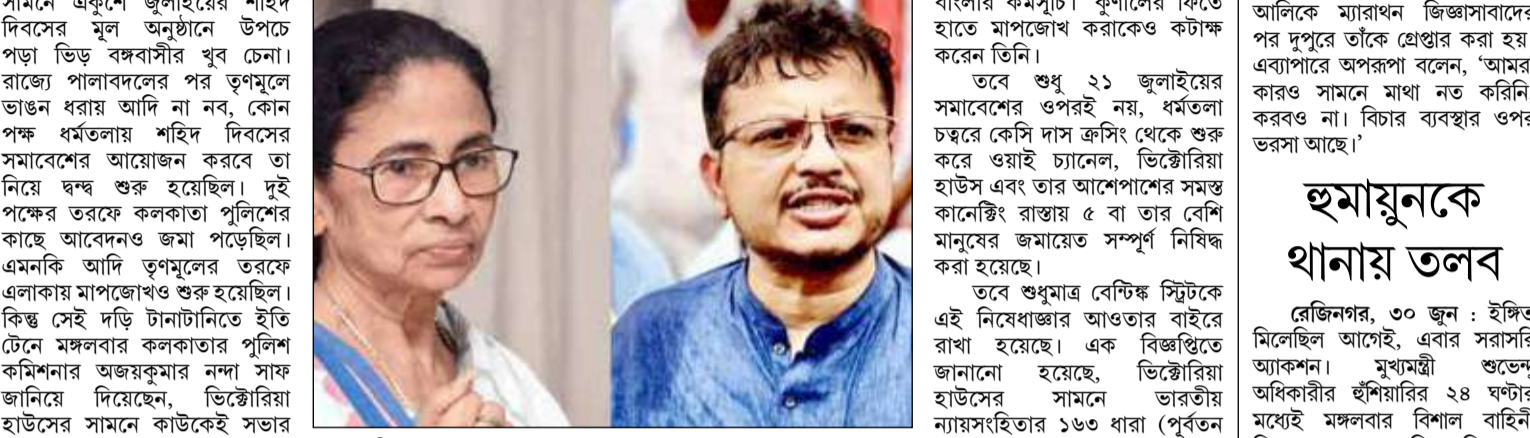 সামনে একুশে জুলাইয়ের শহিদ
দিবসের মূল অনুষ্ঠানে উপচে
পড়া ভিড় বঙ্গবাসীর খুব চেনা।
রাজ্যে পালাবদলের পর তৃণমূলে
ভাঙন ধরায় আদি না নব, কোন
পক্ষ ধর্মতলায় শহিদ দিবসের
সমাবেশের আয়োজন করবে তা
নিয়ে দ্বন্দ্ব শুরু হয়েছিল। দুই
পক্ষের তরফে কলকাতা পুলিশের
কাছে আবেদনও জমা পড়েছিল।
এমনকি আদি তৃণমূলের তরফে
এলাকায় মাপজোখও শুরু হয়েছিল।
কিন্তু সেই দড়ি টানাটানিতে ইতি
টেনে মঙ্গলবার কলকাতার পুলিশ
কমিশনার অজয়কুমার নন্দা সাফ
জানিয়ে দিয়েছেন, ভিক্টোরিয়া
হাউসের সামনে কাউকেই সভার
বাংলার কর্মসূচি। কুণালের ফিতে
হাতে মাপজোখ করাকেও কটাক্ষ
করেন তিনি।
তবে শুধু ২১ জুলাইয়ের
সমাবেশের ওপরই নয়, ধর্মতলা
চত্বরে কেসি দাস ক্রসিং থেকে শুরু
করে ওয়াই চ্যানেল, ভিক্টোরিয়া
হাউস এবং তার আশেপাশের সমস্ত
কানেক্টিং রাস্তায় ৫ বা তার বেশি
মানুষের জমায়েত সম্পূর্ণ নিষিদ্ধ
করা হয়েছে।
তবে শুধুমাত্র বেন্টিঙ্ক স্ট্রিটকে
এই নিষেধাজ্ঞার আওতার বাইরে
রাখা হয়েছে। এক বিজ্ঞপ্তিতে
জানানো হয়েছে, ভিক্টোরিয়া
হাউসের সামনে ভারতীয়
ন্যায়সংহিতার ১৬৩ ধারা (পূর্বতন
আলিকে ম্যারাথন জিজ্ঞাসাবাদের
পর দুপুরে তাঁকে গ্রেপ্তার করা হয়
এব্যাপারে অপরূপা বলেন, 'আমরা
কারও সামনে মাথা নত করিনি
করবও না। বিচার ব্যবস্থার ওপর
ভরসা আছে।'
হুমায়ুনকে
থানায় তলব
রেজিনগর, ৩০ জুন : ইঙ্গিত
মিলেছিল আগেই, এবার সরাসরি
অ্যাকশন। মুখ্যমন্ত্রী শুভেন্দু
অধিকারীর হুঁশিয়ারির ২৪ ঘণ্টার
মধ্যেই মঙ্গলবার বিশাল বাহিনী